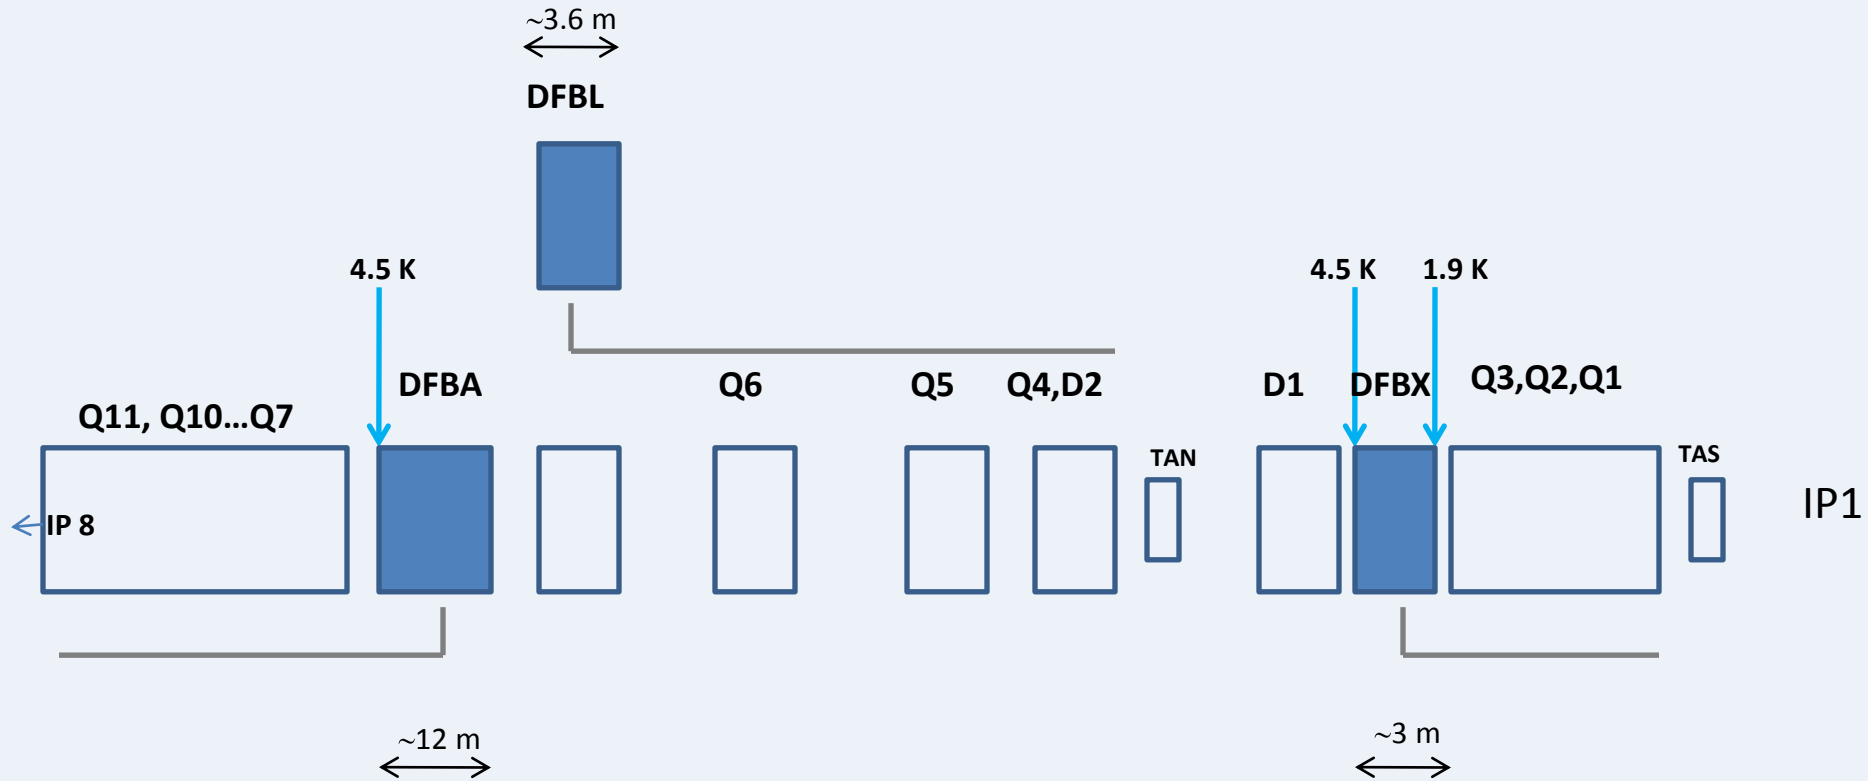 ∼3.6 m
DFBL
4.5 K
4.5 K
1.9 K
Q11, Q10...Q7
DFBA
Q6
Q5
Q4,D2
D1
DFBX
Q3,Q2,Q1
TAN
TAS
IP 8
IP1
∼12 m
∼3 m